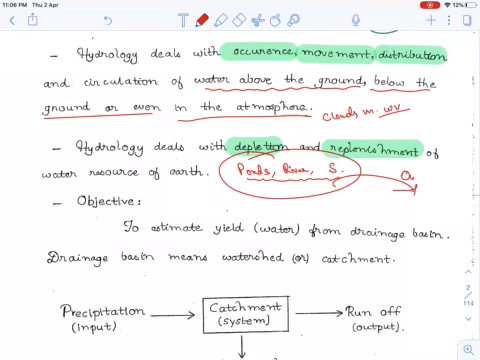 11:06 PM Thu 2 Apr
12%
- Hydrology deals with occurence, movement, distribution
and circulation of water above the ground, below the
ground or even in the atmosphere. clouds m. wv
- Hydrology deals with depletion and replenishment of
water resource of earth. Ponds, River, S.
- Objective:
To estimate yield (water) from drainage basin.
Drainage basin means watershed (or) catchment.
Precipitation (input) → Catchment (system) → Run off (output).
2
114